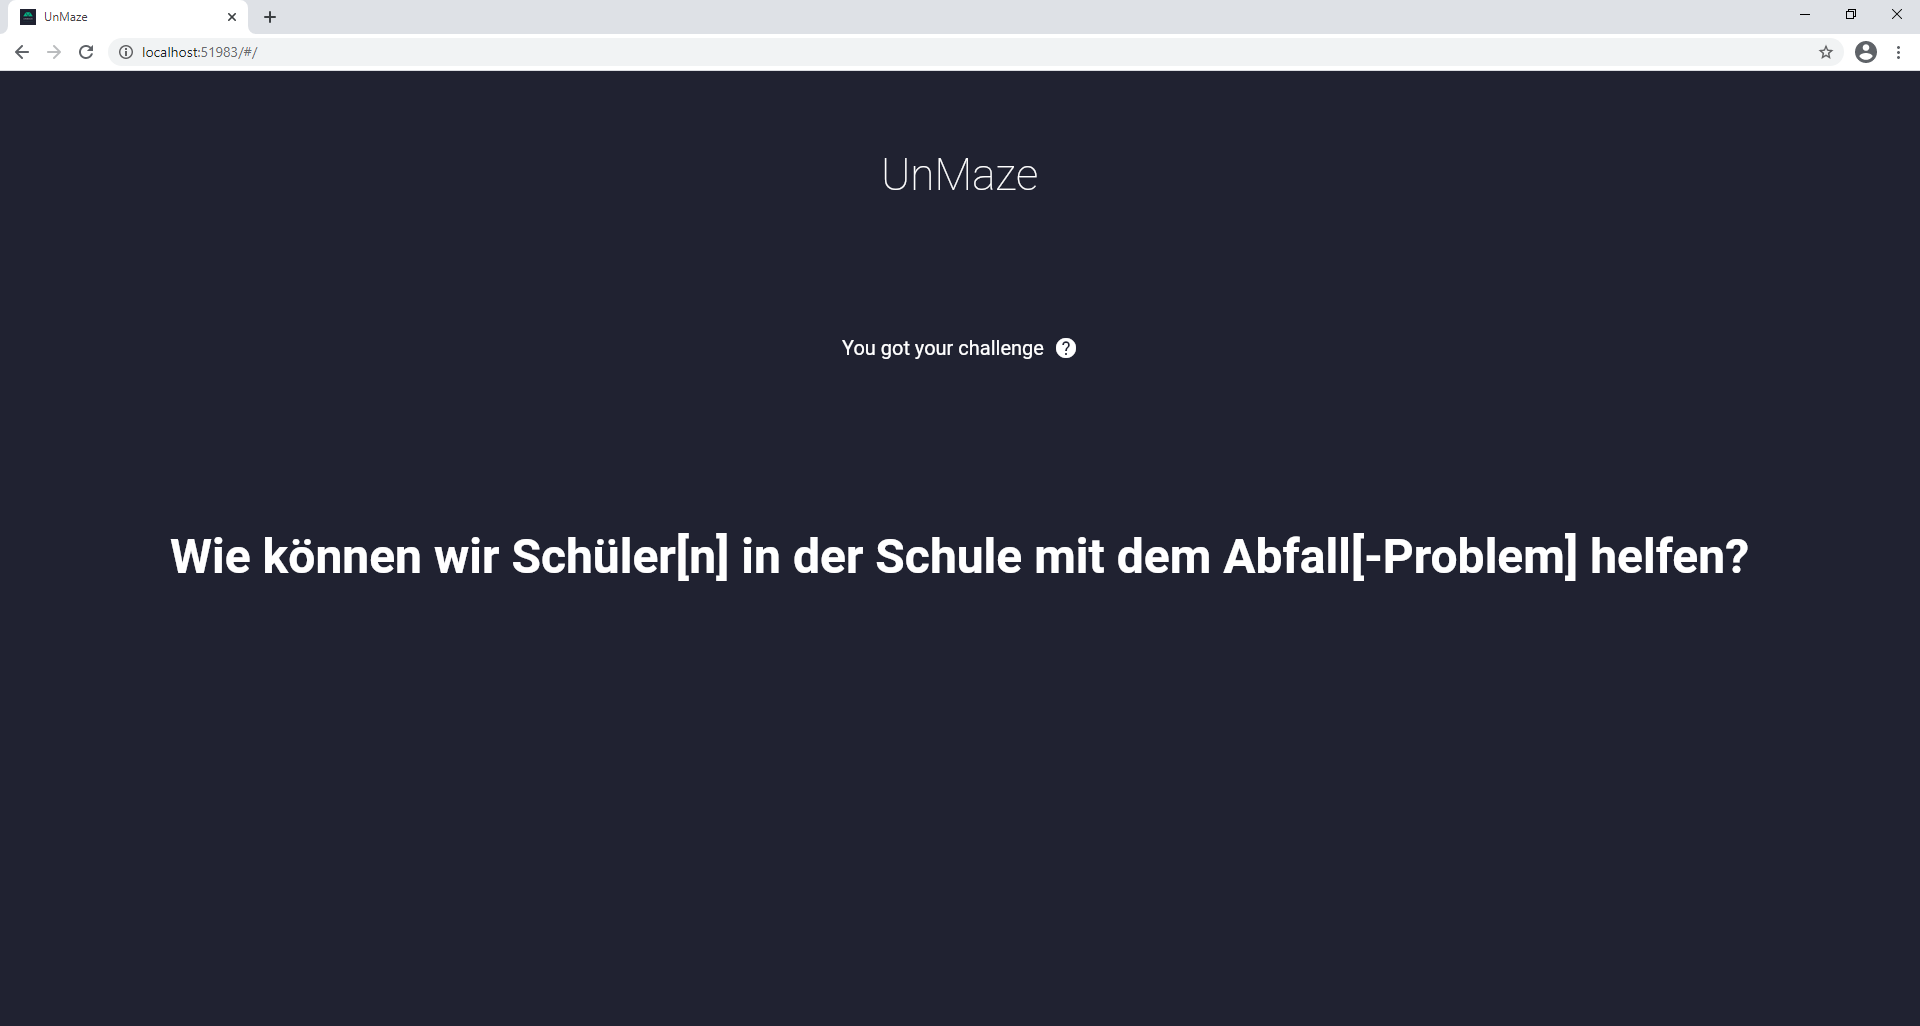 UnMaze
localhost:51983/#/
UnMaze
You got your challenge ?
Wie können wir Schüler[n] in der Schule mit dem Abfall[-Problem] helfen?